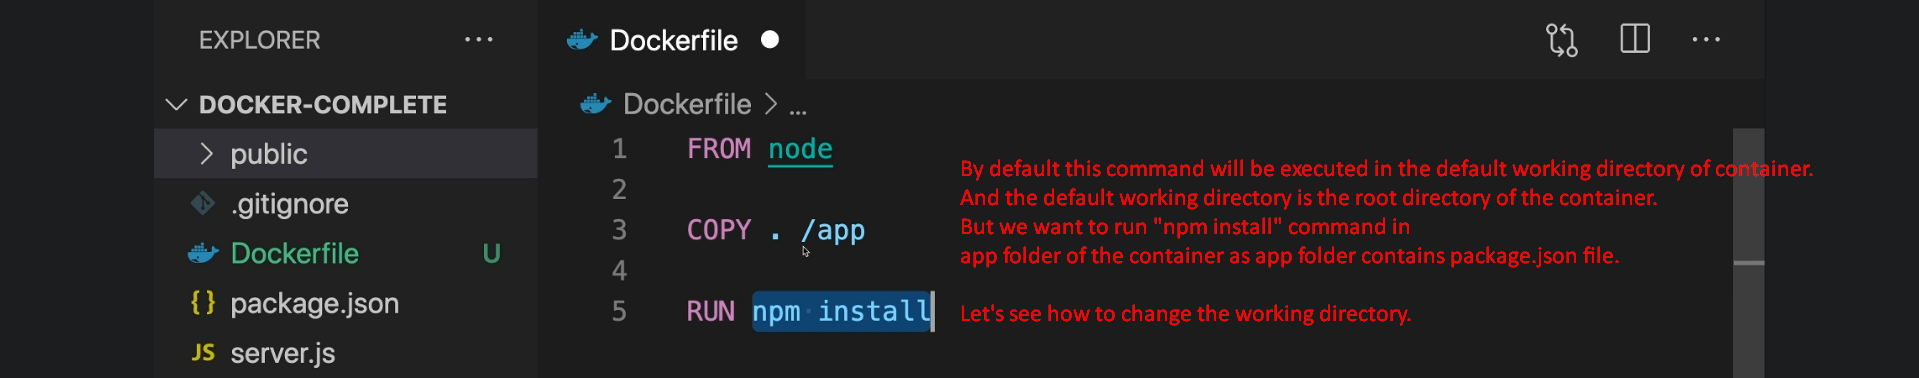 EXPLORER ...
Dockerfile
DOCKER-COMPLETE
Dockerfile > ...
public
.gitignore
Dockerfile U
{} package.json
JS server.js
1 FROM node
2
3 COPY . /app
4
5 RUN npm install
By default this command will be executed in the default working directory of container.
And the default working directory is the root directory of the container.
But we want to run "npm install" command in
app folder of the container as app folder contains package.json file.
Let's see how to change the working directory.